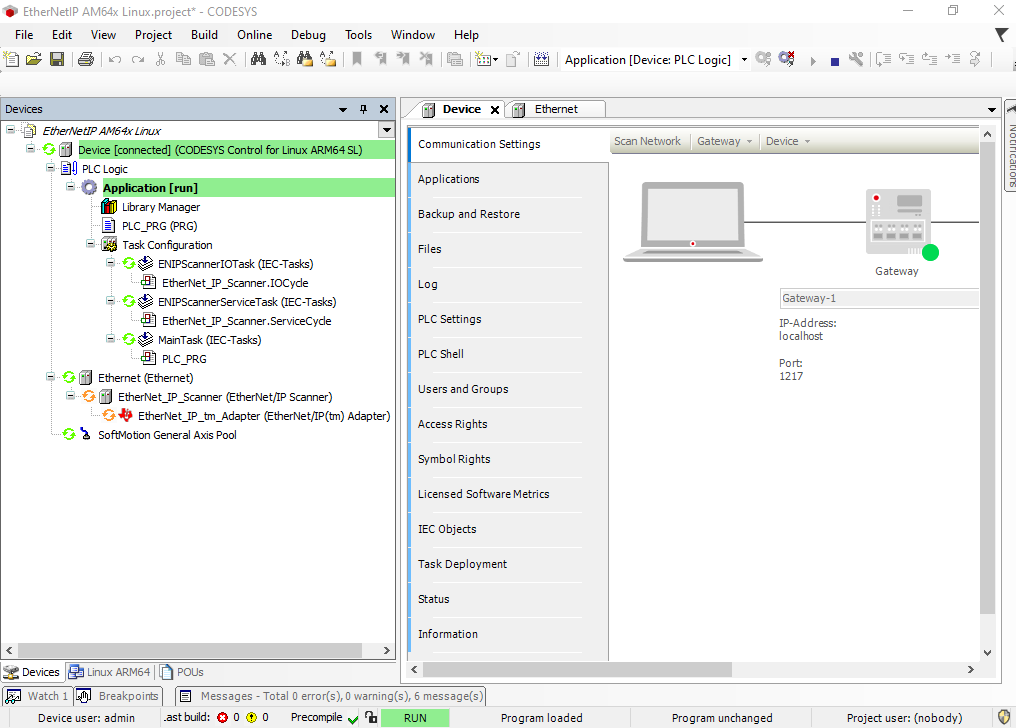 EtherNetIP AM64x Linux.project* - CODESYS
File Edit View Project Build Online Debug Tools Window Help
Application [Device: PLC Logic]
Devices
EtherNetIP AM64x Linux
Device [connected] (CODESYS Control for Linux ARM64 SL)
PLC Logic
Application [run]
Library Manager
PLC_PRG (PRG)
Task Configuration
ENIPScannerIOTask (IEC-Tasks)
EtherNet_IP_Scanner.IOCycle
ENIPScannerServiceTask (IEC-Tasks)
EtherNet_IP_Scanner.ServiceCycle
MainTask (IEC-Tasks)
PLC_PRG
Ethernet (Ethernet)
EtherNet_IP_Scanner (EtherNet/IP Scanner)
EtherNet_IP_tm_Adapter (EtherNet/IP(tm) Adapter)
SoftMotion General Axis Pool
Devices Linux ARM64 POUs
Device Ethernet
Communication Settings
Applications
Backup and Restore
Files
Log
PLC Settings
PLC Shell
Users and Groups
Access Rights
Symbol Rights
Licensed Software Metrics
IEC Objects
Task Deployment
Status
Information
Scan Network Gateway Device
Gateway
Gateway-1
IP-Address:
localhost
Port:
1217
Notifications
Watch 1 Breakpoints Messages - Total 0 error(s), 0 warning(s), 6 message(s)
Device user: admin .ast build: 0 0 Precompile RUN Program loaded Program unchanged Project user: (nobody)